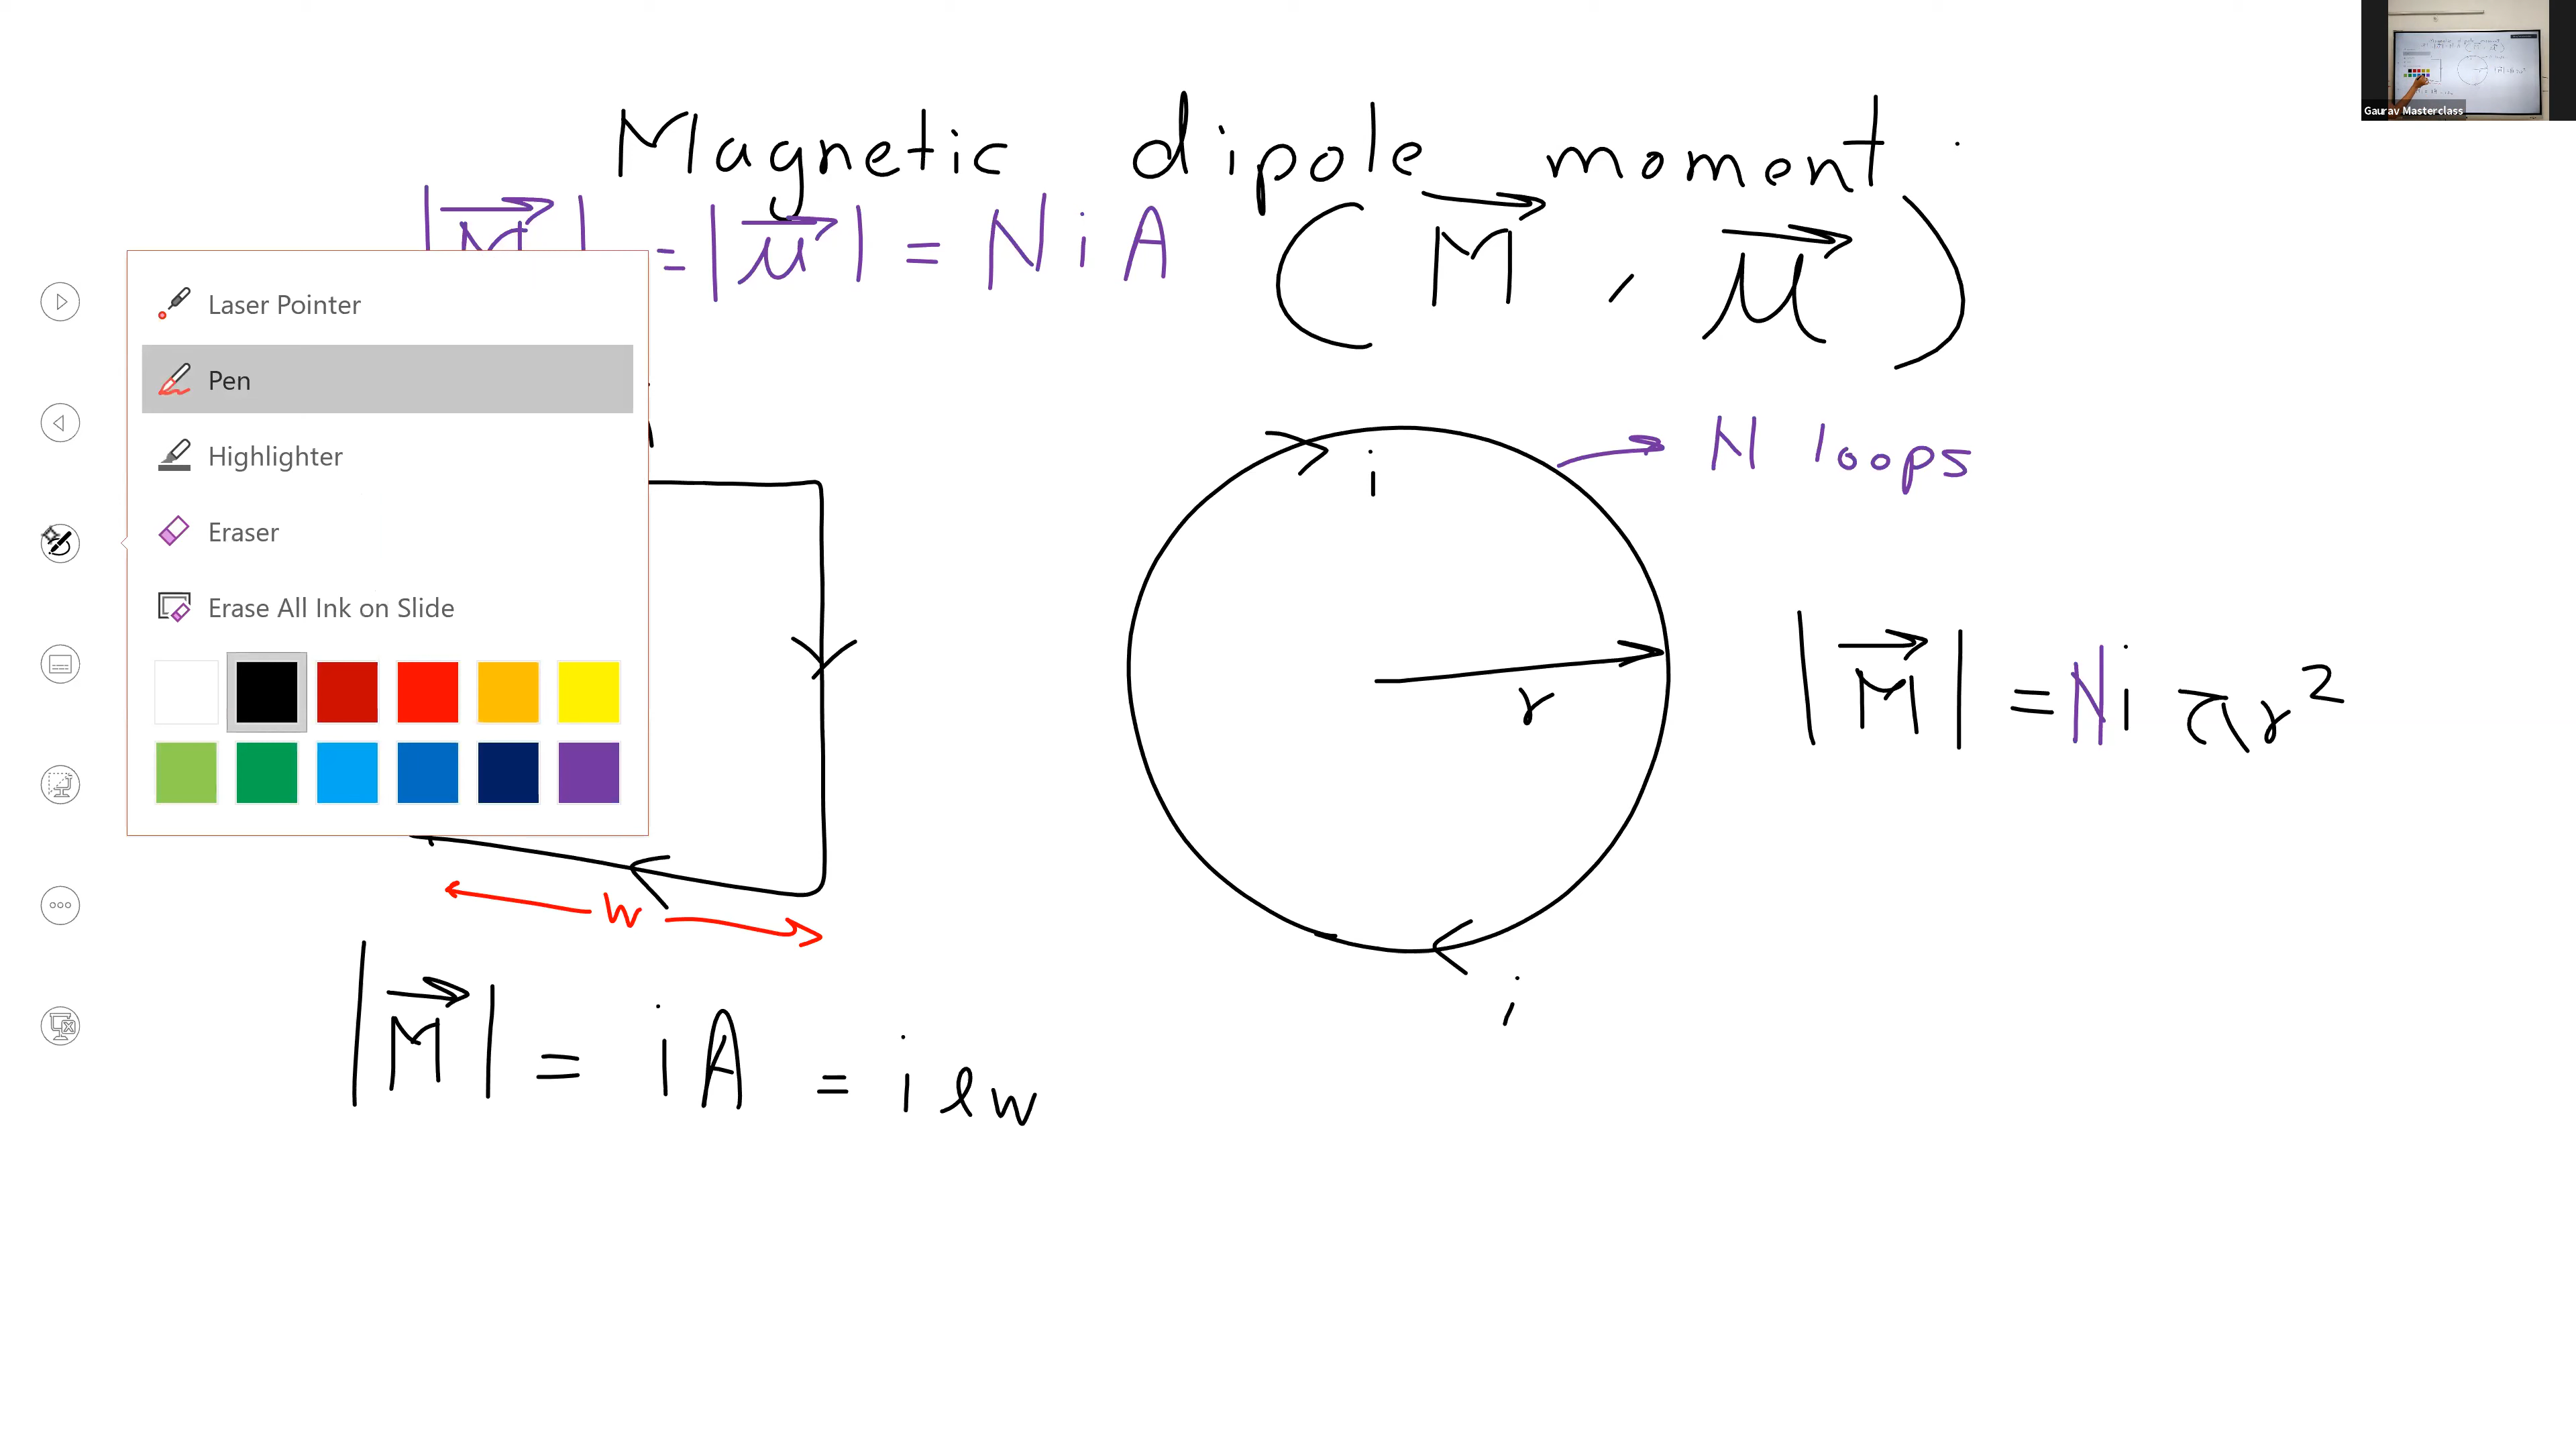 Gaurav Masterclass
Magnetic dipole moment :
|M⃗| = |μ⃗| = N i A
( M⃗ , μ⃗ )
Laser Pointer
Pen
Highlighter
Eraser
Erase All Ink on Slide
i
N loops
r
|M⃗| = N i πr²
w
i
|M⃗| = i A = i ℓ w